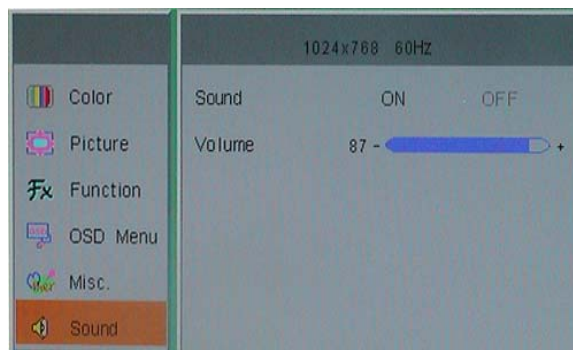 1024x768 60Hz
Color
Picture
Function
OSD Menu
Misc.
Sound
Sound ON OFF
Volume 87 - +